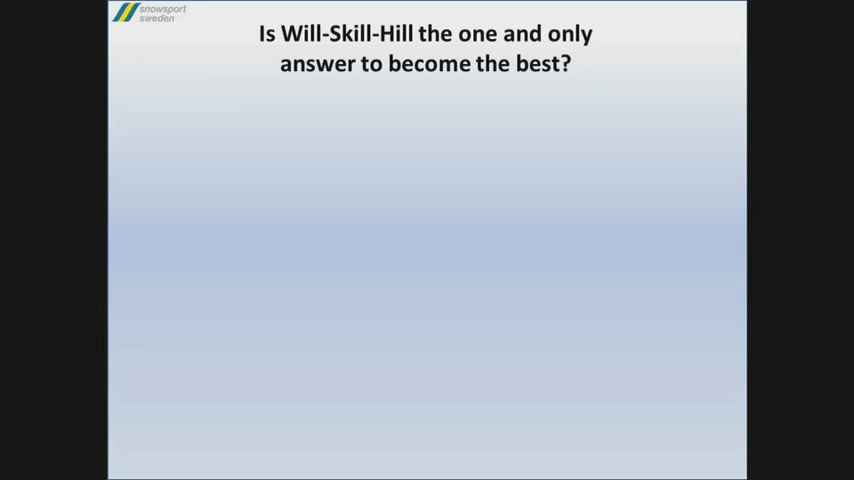 snowsport
sweden
Is Will-Skill-Hill the one and only
answer to become the best?